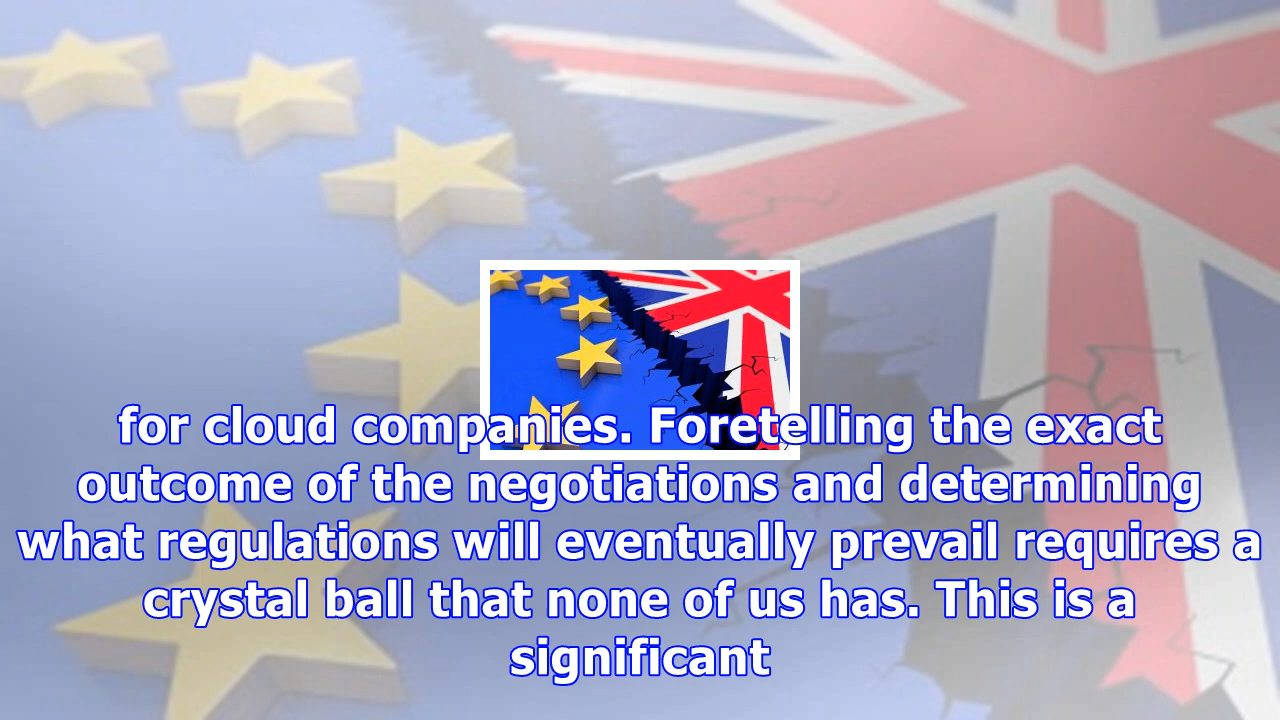 for cloud companies. Foretelling the exact
outcome of the negotiations and determining
what regulations will eventually prevail requires a
crystal ball that none of us has. This is a
significant